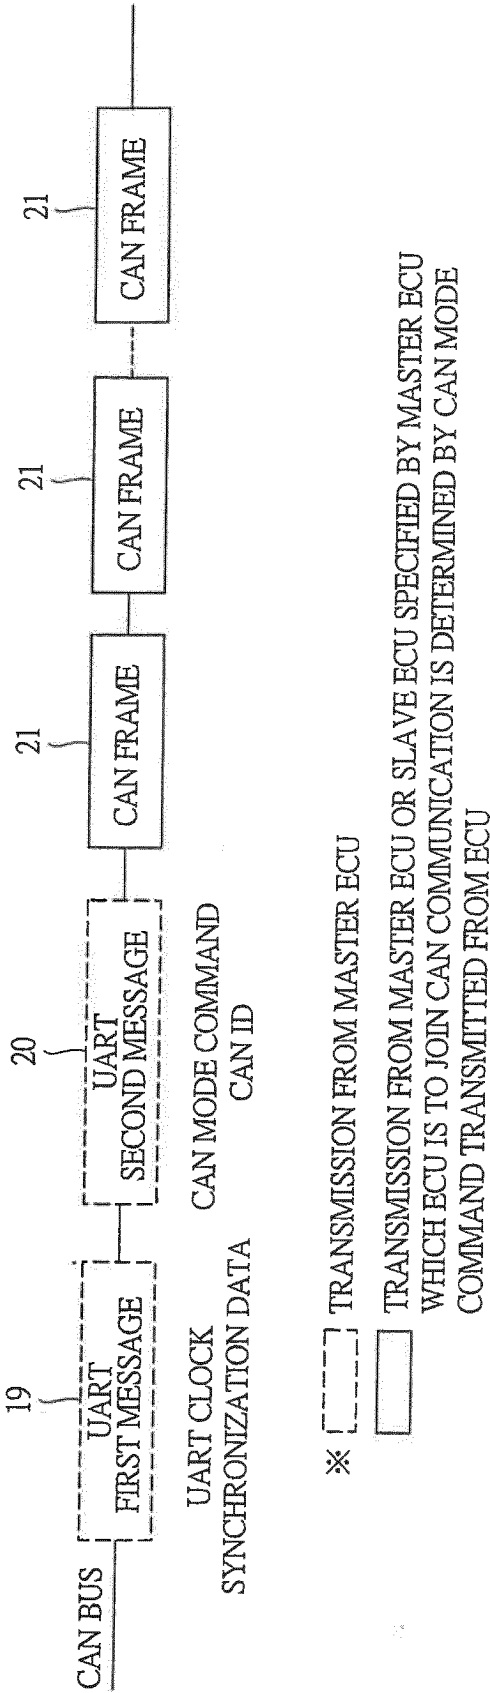 CAN BUS
19
UART
FIRST MESSAGE
UART CLOCK
SYNCHRONIZATION DATA
20
UART
SECOND MESSAGE
CAN MODE COMMAND
CAN ID
21
CAN FRAME
21
CAN FRAME
21
CAN FRAME
※
TRANSMISSION FROM MASTER ECU
TRANSMISSION FROM MASTER ECU OR SLAVE ECU SPECIFIED BY MASTER ECU
WHICH ECU IS TO JOIN CAN COMMUNICATION IS DETERMINED BY CAN MODE
COMMAND TRANSMITTED FROM ECU